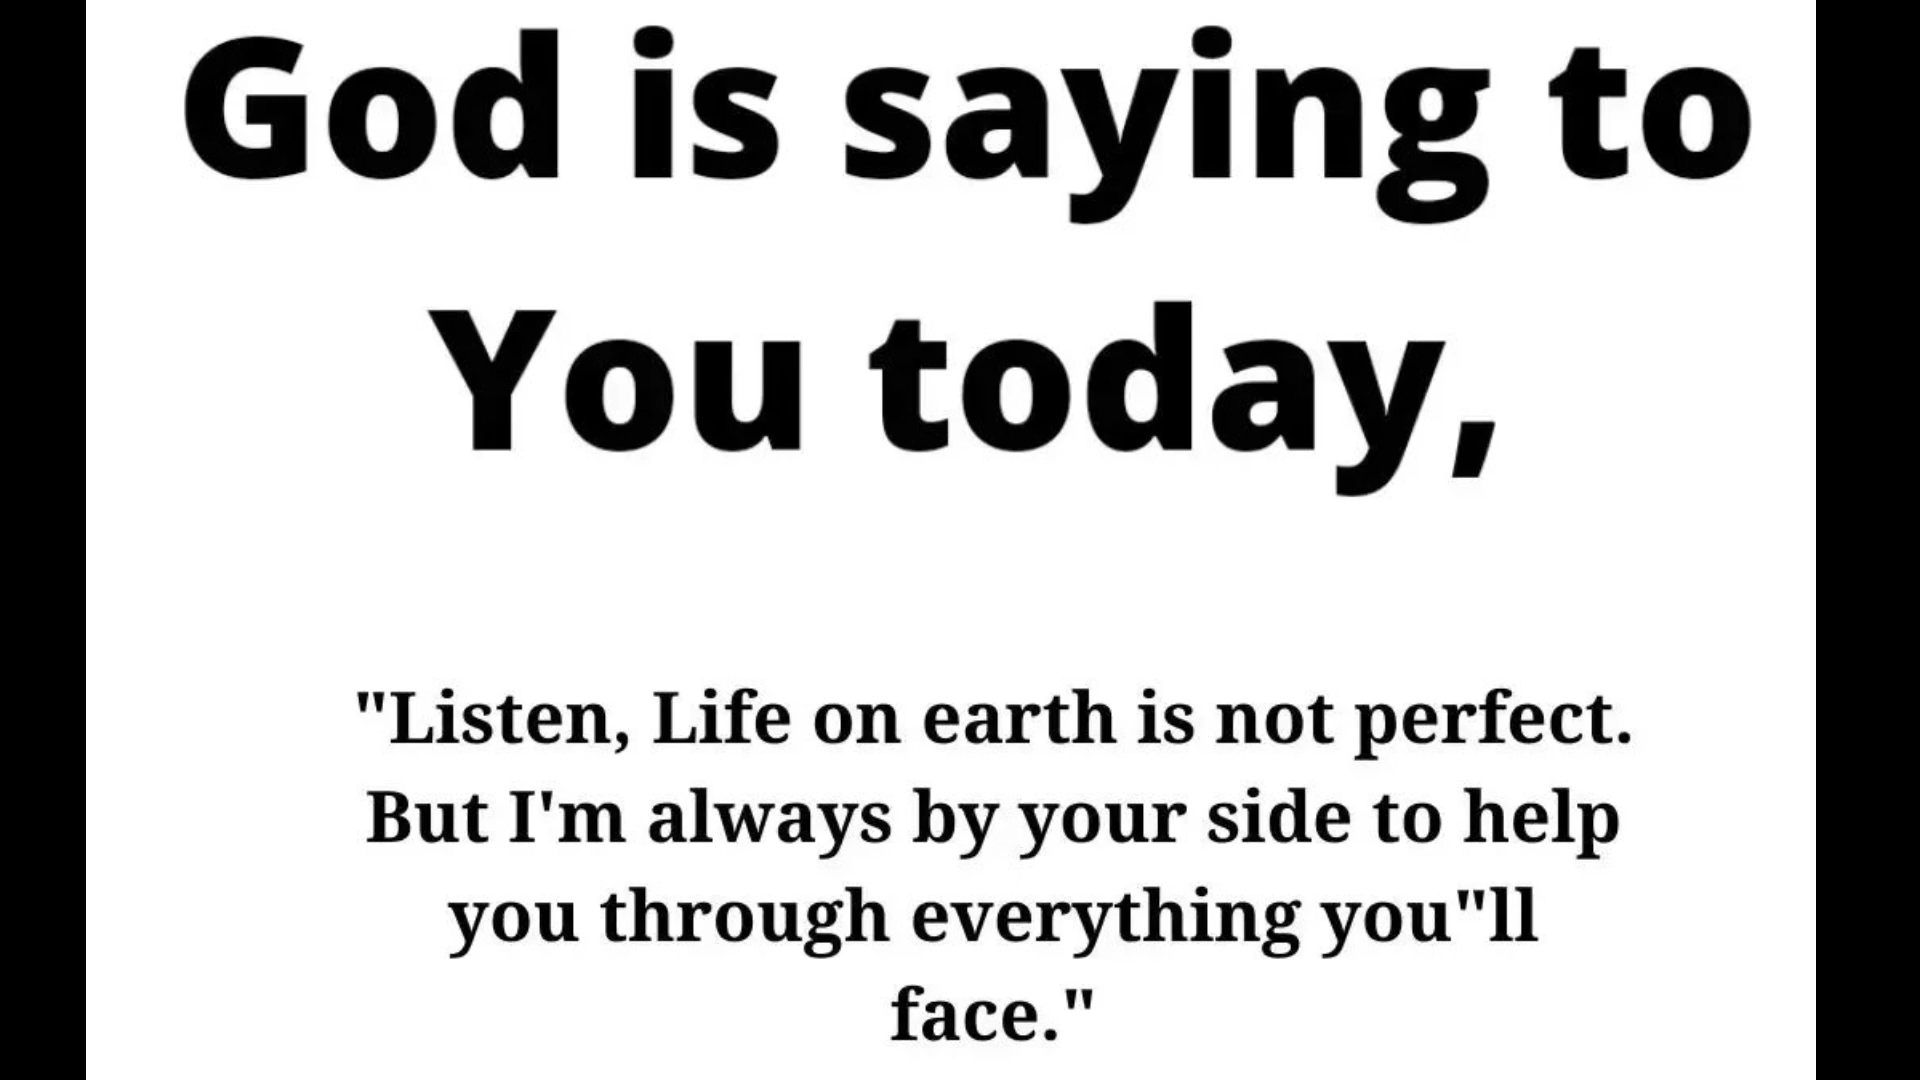 God is saying to
You today,
"Listen, Life on earth is not perfect.
But I'm always by your side to help
you through everything you"ll
face."